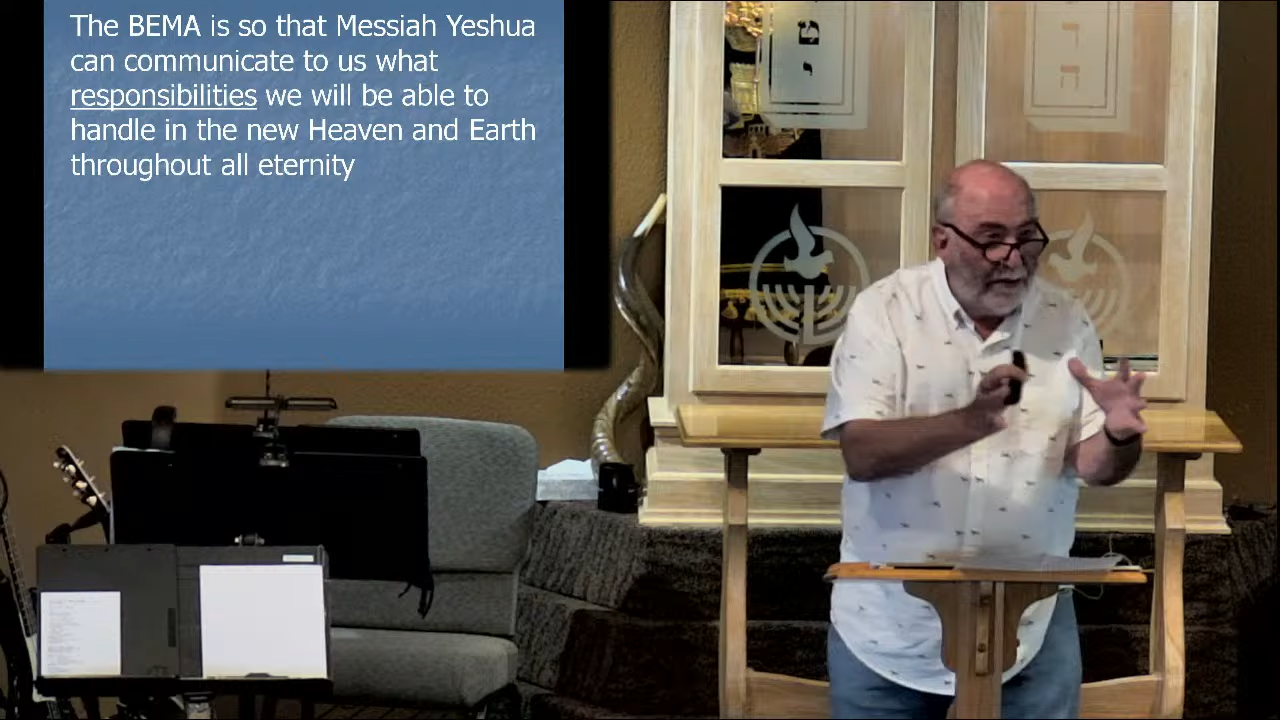 The BEMA is so that Messiah Yeshua
can communicate to us what
responsibilities we will be able to
handle in the new Heaven and Earth
throughout all eternity